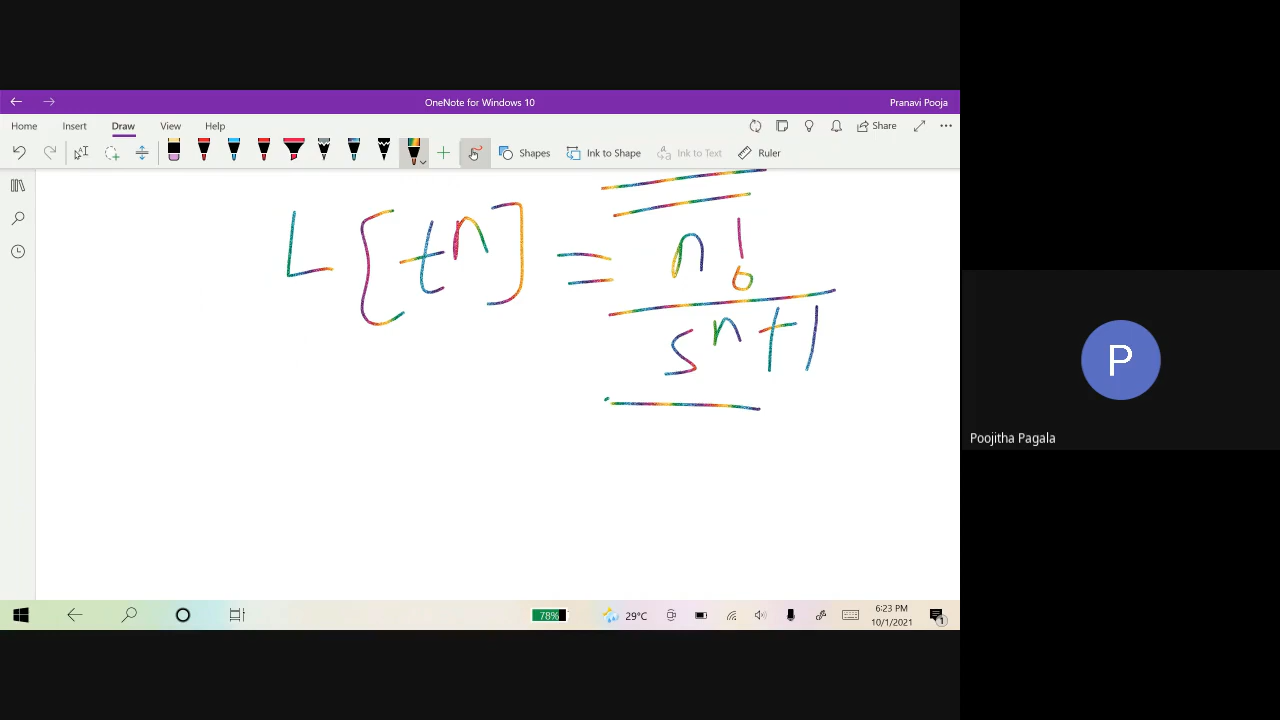 OneNote for Windows 10
Pranavi Pooja
Home Insert Draw View Help
Share
Shapes Ink to Shape Ink to Text Ruler
L[tⁿ] = n! / sⁿ⁺¹
P
Poojitha Pagala
78%
29°C
6:23 PM
10/1/2021
1